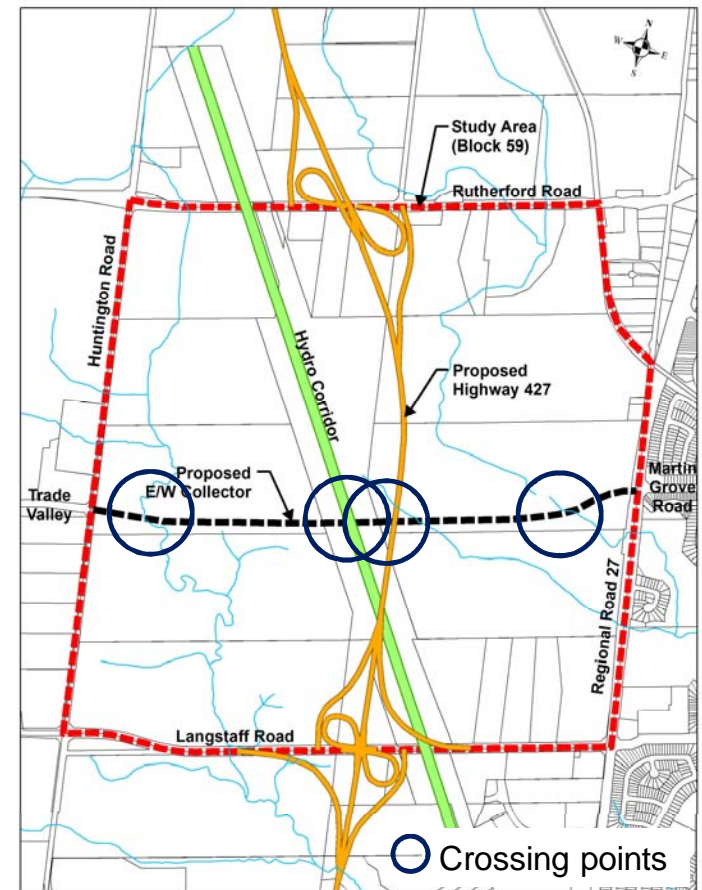 N
W
E
S
Study Area
(Block 59)
Rutherford Road
Huntington Road
Hydro Corridor
Proposed
Highway 427
Proposed
E/W Collector
Trade
Valley
Martin
Grove
Road
Regional Road 27
Langstaff Road
Crossing points